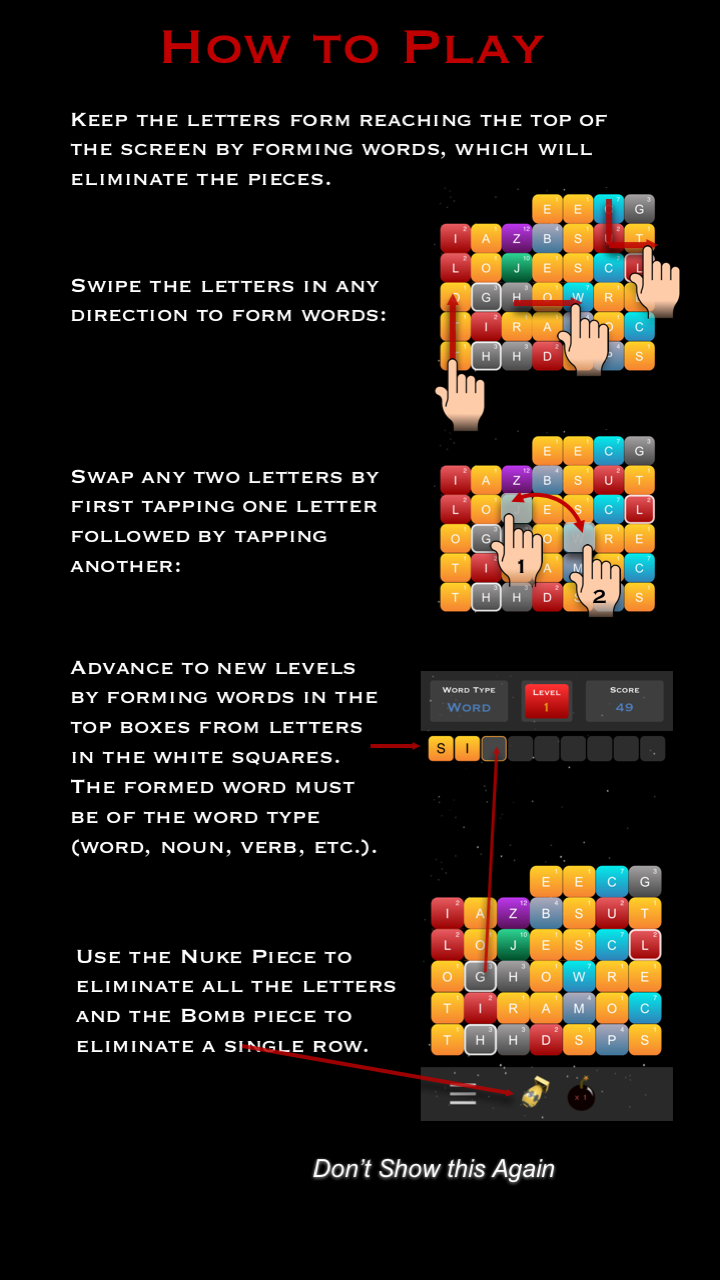 How to Play
Keep the letters form reaching the top of
the screen by forming words, which will
eliminate the pieces.
E E C G
I A Z B S U T
L O J E S C L
O G H O W R
I R A O C
H H D P S
Swipe the letters in any
direction to form words:
E E C G
I A Z B S U T
L O E S C L
O G O R E
T I A M C
T H H D S
1
2
Swap any two letters by
first tapping one letter
followed by tapping
another:
Advance to new levels
by forming words in the
top boxes from letters
in the white squares.
The formed word must
be of the word type
(word, noun, verb, etc.).
Word Type Level Score
Word 1 49
S I
E E C G
I A Z B S U T
L O J E S C L
O G H O W R E
T I R A M O C
T H H D S P S
Use the Nuke Piece to
eliminate all the letters
and the Bomb piece to
eliminate a single row.
x 1
Don't Show this Again